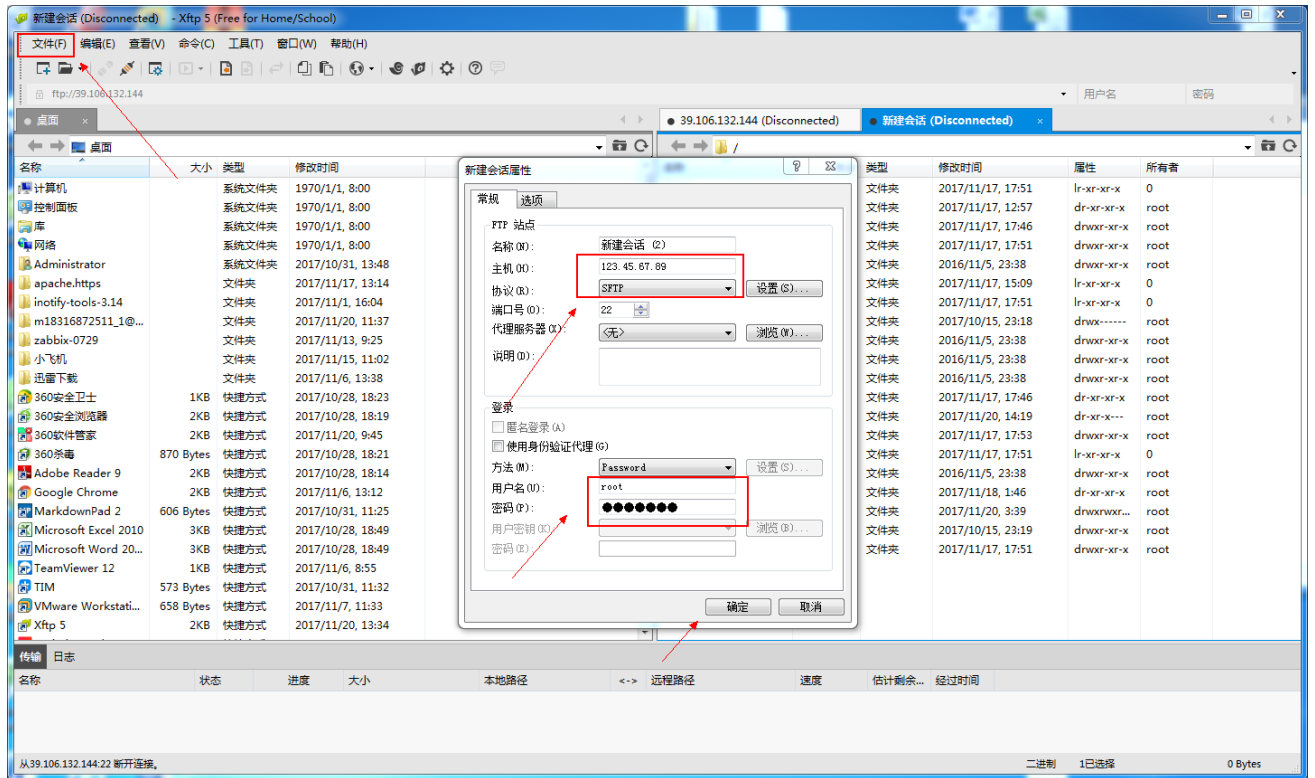 新建会话 (Disconnected) - Xftp 5 (Free for Home/School)
文件(F) 编辑(E) 查看(V) 命令(C) 工具(T) 窗口(W) 帮助(H)
ftp://39.106.132.144 用户名 密码
桌面 39.106.132.144 (Disconnected) 新建会话 (Disconnected)
桌面 /
名称 大小 类型 修改时间 类型 修改时间 属性 所有者
计算机 系统文件夹 1970/1/1, 8:00 文件夹 2017/11/17, 17:51 lr-xr-xr-x 0
控制面板 系统文件夹 1970/1/1, 8:00 文件夹 2017/11/17, 12:57 dr-xr-xr-x root
库 系统文件夹 1970/1/1, 8:00 文件夹 2017/11/17, 17:46 drwxr-xr-x root
网络 系统文件夹 1970/1/1, 8:00 文件夹 2017/11/17, 17:51 drwxr-xr-x root
Administrator 系统文件夹 2017/10/31, 13:48 文件夹 2016/11/5, 23:38 drwxr-xr-x root
apache.https 文件夹 2017/11/17, 13:14 文件夹 2017/11/17, 15:09 lr-xr-xr-x 0
inotify-tools-3.14 文件夹 2017/11/1, 16:04 文件夹 2017/11/17, 17:51 lr-xr-xr-x 0
m18316872511_1@... 文件夹 2017/11/20, 11:37 文件夹 2017/10/15, 23:18 drwx------ root
zabbix-0729 文件夹 2017/11/13, 9:25 文件夹 2016/11/5, 23:38 drwxr-xr-x root
小飞机 文件夹 2017/11/15, 11:02 文件夹 2016/11/5, 23:38 drwxr-xr-x root
迅雷下载 文件夹 2017/11/6, 13:38 文件夹 2016/11/5, 23:38 drwxr-xr-x root
360安全卫士 1KB 快捷方式 2017/10/28, 18:23 文件夹 2017/11/17, 17:46 dr-xr-xr-x root
360安全浏览器 2KB 快捷方式 2017/10/28, 18:19 文件夹 2017/11/20, 14:19 dr-xr-x--- root
360软件管家 2KB 快捷方式 2017/11/20, 9:45 文件夹 2017/11/17, 17:53 drwxr-xr-x root
360杀毒 870 Bytes 快捷方式 2017/10/28, 18:21 文件夹 2017/11/17, 17:51 lr-xr-xr-x 0
Adobe Reader 9 2KB 快捷方式 2017/10/28, 18:14 文件夹 2016/11/5, 23:38 drwxr-xr-x root
Google Chrome 2KB 快捷方式 2017/11/6, 13:12 文件夹 2017/11/18, 1:46 dr-xr-xr-x root
MarkdownPad 2 606 Bytes 快捷方式 2017/10/31, 11:25 文件夹 2017/11/20, 3:39 drwxrwxr... root
Microsoft Excel 2010 3KB 快捷方式 2017/10/28, 18:49 文件夹 2017/10/15, 23:19 drwxr-xr-x root
Microsoft Word 20... 3KB 快捷方式 2017/10/28, 18:49 文件夹 2017/11/17, 17:51 drwxr-xr-x root
TeamViewer 12 1KB 快捷方式 2017/11/6, 8:55
TIM 573 Bytes 快捷方式 2017/10/31, 11:32
VMware Workstati... 658 Bytes 快捷方式 2017/11/7, 11:33
Xftp 5 2KB 快捷方式 2017/11/20, 13:34
新建会话属性
常规 选项
FTP 站点
名称(N): 新建会话 (2)
主机(H): 123.45.67.89
协议(R): SFTP 设置(S)...
端口号(O): 22
代理服务器(X): <无> 浏览(W)...
说明(D):
登录
匿名登录(A)
使用身份验证代理(G)
方法(M): Password 设置(S)...
用户名(U): root
密码(P): ●●●●●●●
用户密钥(K): 浏览(B)...
密码(E):
确定 取消
传输 日志
名称 状态 进度 大小 本地路径 <-> 远程路径 速度 估计剩余... 经过时间
从39.106.132.144:22 断开连接。 二进制 1已选择 0 Bytes